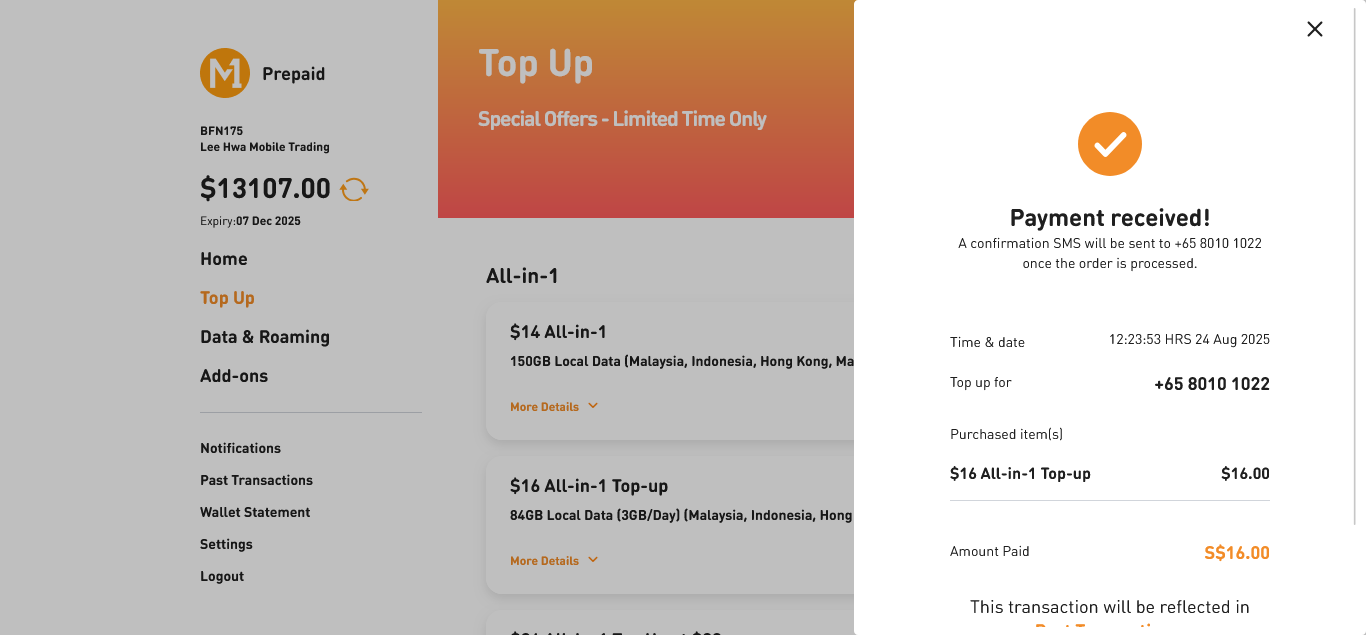 M1 Prepaid
BFN175
Lee Hwa Mobile Trading
$13107.00
Expiry:07 Dec 2025
Home
Top Up
Data & Roaming
Add-ons
Notifications
Past Transactions
Wallet Statement
Settings
Logout
Top Up
Special Offers - Limited Time Only
All-in-1
$14 All-in-1
150GB Local Data (Malaysia, Indonesia, Hong Kong, Ma
More Details
$16 All-in-1 Top-up
84GB Local Data (3GB/Day) (Malaysia, Indonesia, Hong
More Details
Payment received!
A confirmation SMS will be sent to +65 8010 1022
once the order is processed.
Time & date 12:23:53 HRS 24 Aug 2025
Top up for +65 8010 1022
Purchased item(s)
$16 All-in-1 Top-up $16.00
Amount Paid S$16.00
This transaction will be reflected in